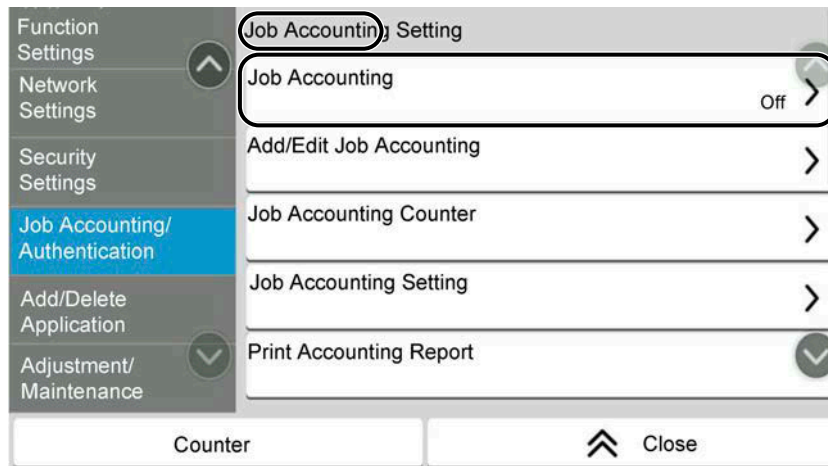 Function
Settings
Network
Settings
Security
Settings
Job Accounting/
Authentication
Add/Delete
Application
Adjustment/
Maintenance
Job Accounting Setting
Job Accounting
Off
Add/Edit Job Accounting
Job Accounting Counter
Job Accounting Setting
Print Accounting Report
Counter
Close